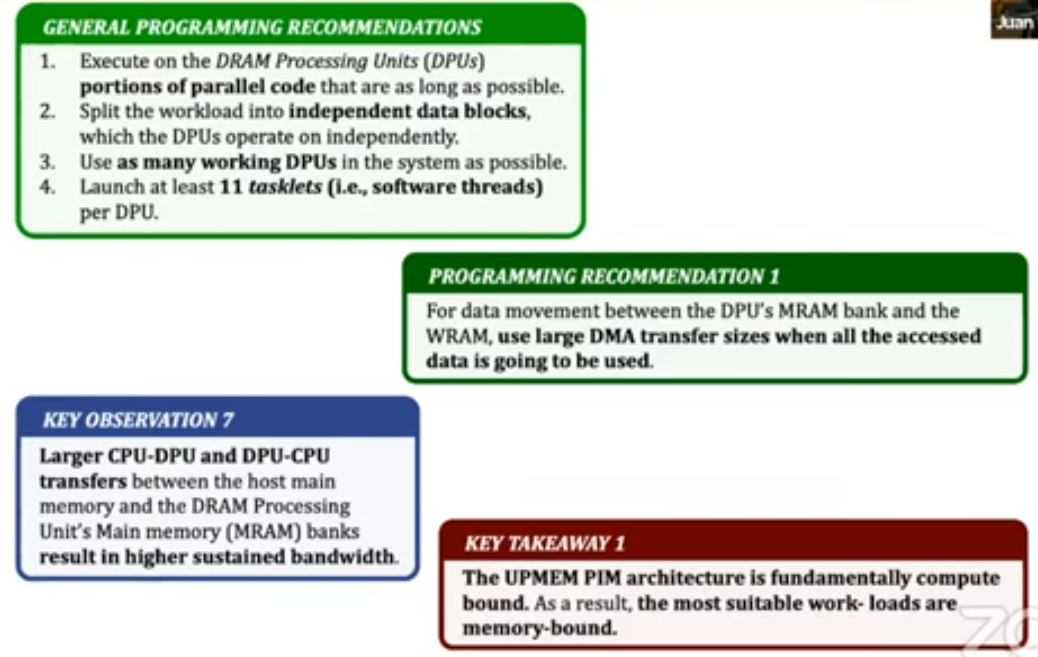 Juan
GENERAL PROGRAMMING RECOMMENDATIONS
1. Execute on the DRAM Processing Units (DPUs)
portions of parallel code that are as long as possible.
2. Split the workload into independent data blocks,
which the DPUs operate on independently.
3. Use as many working DPUs in the system as possible.
4. Launch at least 11 tasklets (i.e., software threads)
per DPU.
PROGRAMMING RECOMMENDATION 1
For data movement between the DPU's MRAM bank and the
WRAM, use large DMA transfer sizes when all the accessed
data is going to be used.
KEY OBSERVATION 7
Larger CPU-DPU and DPU-CPU
transfers between the host main
memory and the DRAM Processing
Unit's Main memory (MRAM) banks
result in higher sustained bandwidth.
KEY TAKEAWAY 1
The UPMEM PIM architecture is fundamentally compute
bound. As a result, the most suitable work- loads are
memory-bound.